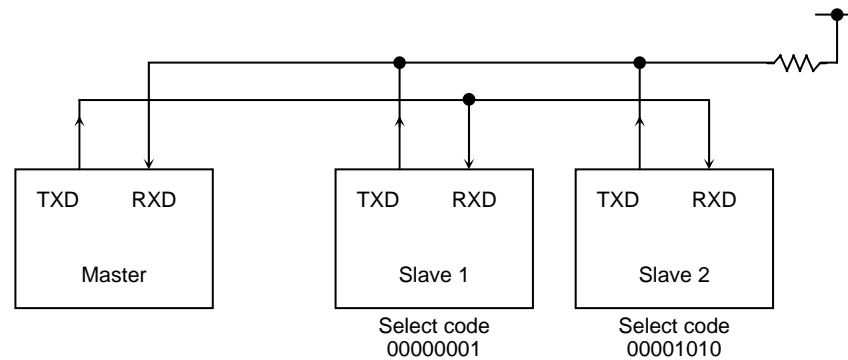 TXD RXD
Master
TXD RXD
Slave 1
Select code
00000001
TXD RXD
Slave 2
Select code
00001010